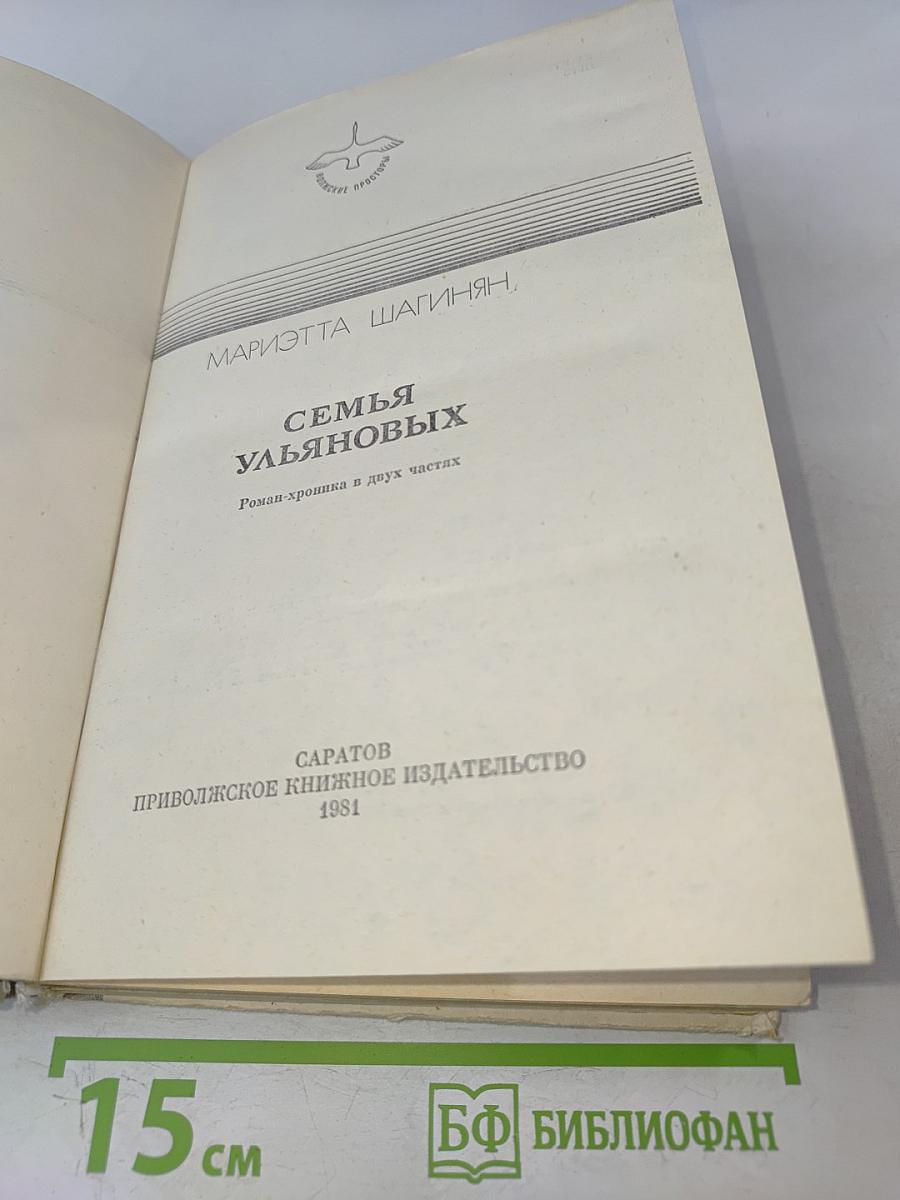 ВОЛЖСКИЕ ПРОСТОРЫ
МАРИЭТТА ШАГИНЯН
СЕМЬЯ
УЛЬЯНОВЫХ
Роман-хроника в двух частях
САРАТОВ
ПРИВОЛЖСКОЕ КНИЖНОЕ ИЗДАТЕЛЬСТВО
1981
15 см
БФ БИБЛИОФАН